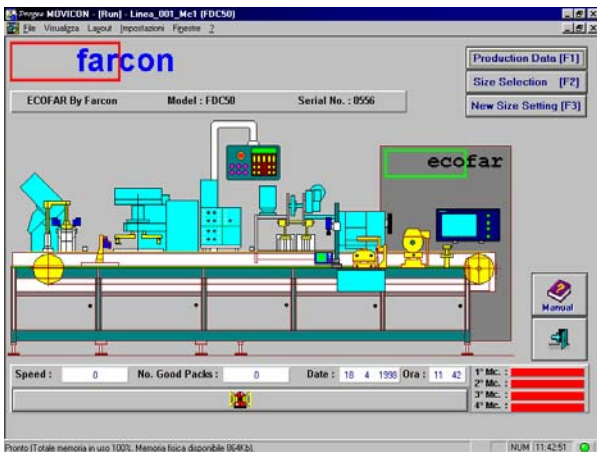 Progea MOVICON - [Run] - Linea_001_Mc1 (FDC50)
File Visualizza Layout Impostazioni Finestre ?
farcon
Production Data [F1]
Size Selection [F2]
New Size Setting [F3]
ECOFAR By Farcon Model : FDC50 Serial No. : 0556
ecofar
Manual
Speed : 0 No. Good Packs : 0 Date : 18 4 1998 Ora : 11 42
1° Mc. :
2° Mc. :
3° Mc. :
4° Mc. :
Pronto (Totale memoria in uso 100%, Memoria fisica disponibile 864Kb). NUM 11:42:51